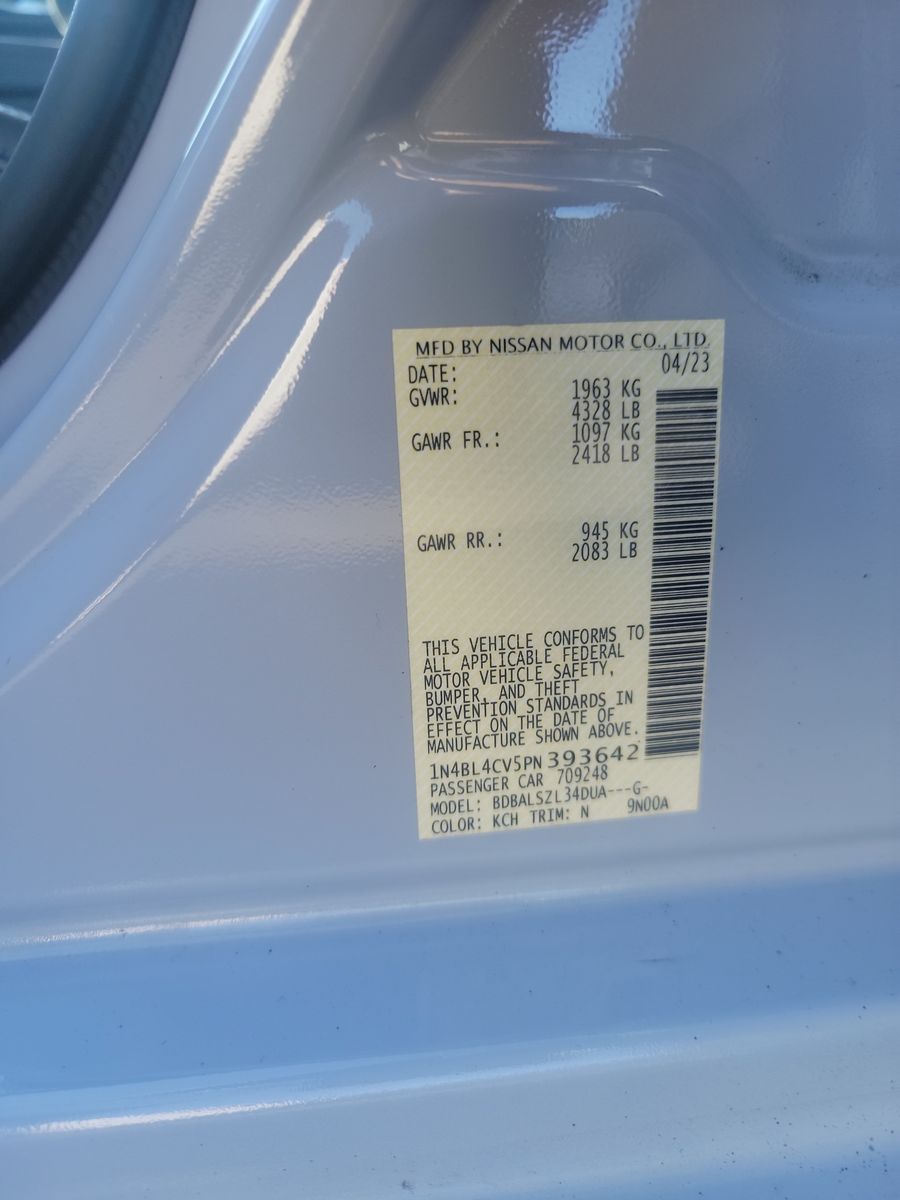 MFD BY NISSAN MOTOR CO., LTD.
DATE: 04/23
GVWR: 1963 KG
4328 LB
GAWR FR.: 1097 KG
2418 LB
GAWR RR.: 945 KG
2083 LB
THIS VEHICLE CONFORMS TO
ALL APPLICABLE FEDERAL
MOTOR VEHICLE SAFETY,
BUMPER, AND THEFT
PREVENTION STANDARDS IN
EFFECT ON THE DATE OF
MANUFACTURE SHOWN ABOVE.
1N4BL4CV5PN 393642
PASSENGER CAR 709248
MODEL: BDBALSZL34DUA---G-
COLOR: KCH TRIM: N 9N00A